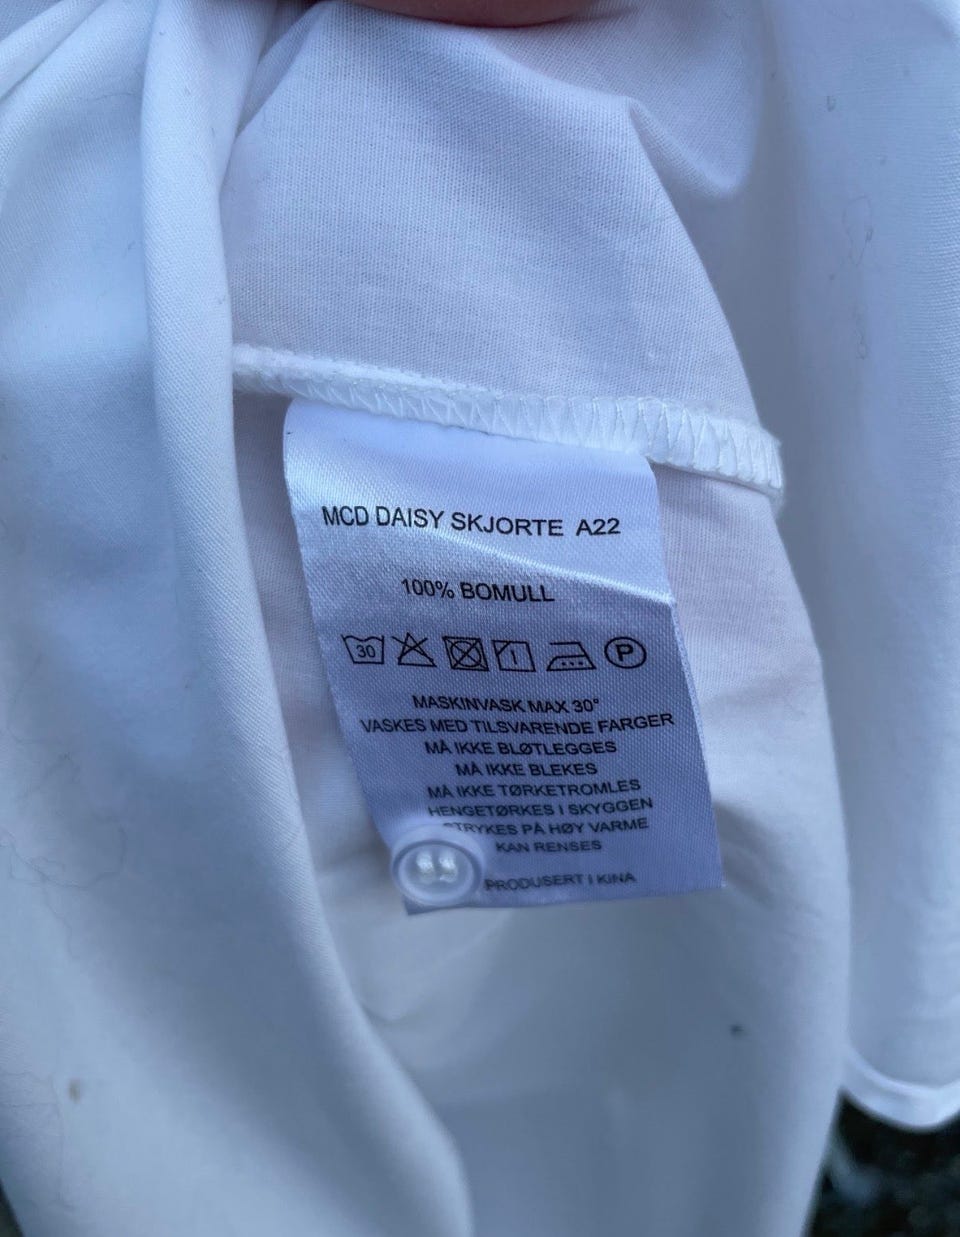 MCD DAISY SKJORTE A22
100% BOMULL
30 P
MASKINVASK MAX 30°
VASKES MED TILSVARENDE FARGER
MÅ IKKE BLØTLEGGES
MÅ IKKE BLEKES
MÅ IKKE TØRKETROMLES
HENGETØRKES I SKYGGEN
STRYKES PÅ HØY VARME
KAN RENSES
PRODUSERT I KINA